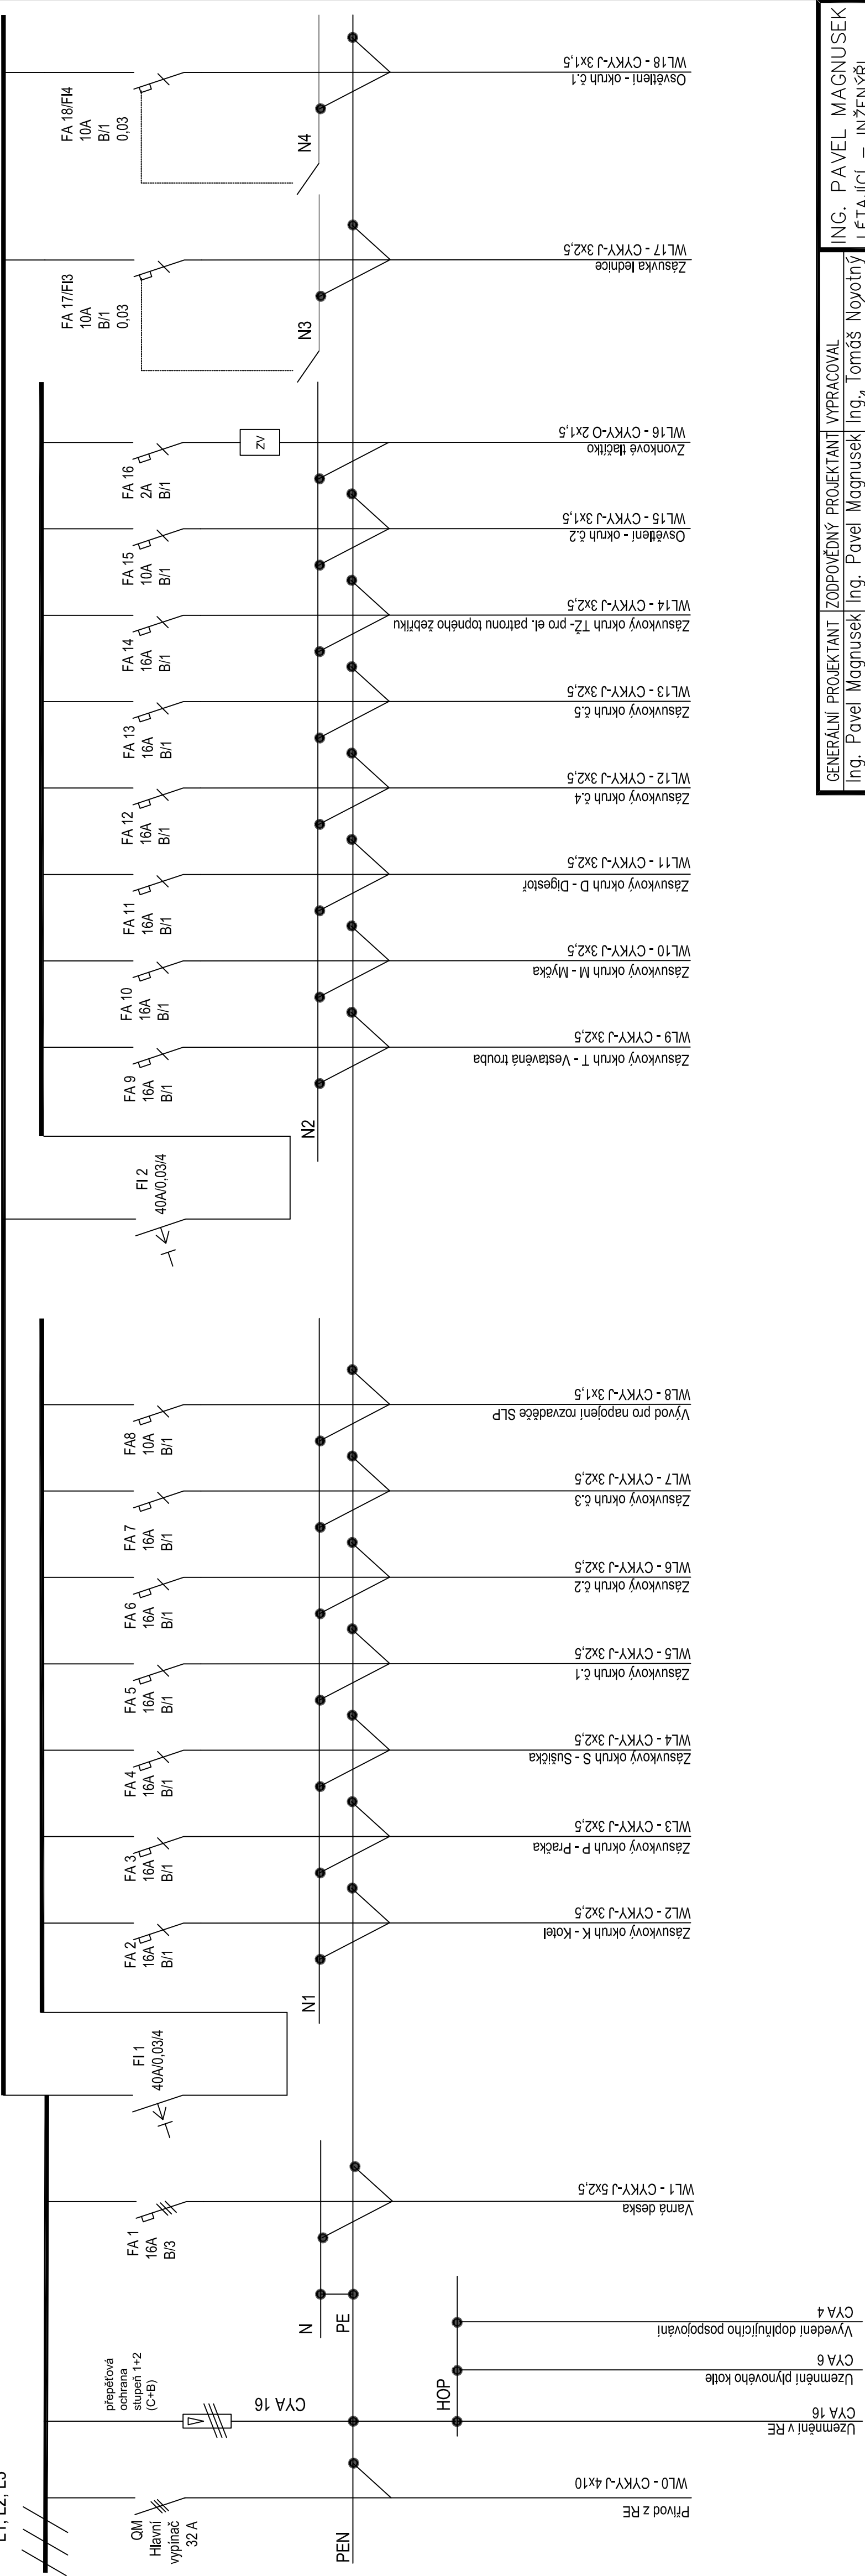 L1, L2, L3
QM
Hlavní
vypínač
32 A
PEN
WL0 - CYKY-J 4x10
Přívod z RE
přepěťová
ochrana
stupeň 1+2
(C+B)
CYA 16
HOP
CYA 16
Uzemnění v RE
CYA 6
Uzemnění plynového kotle
CYA 4
Vyvedení doplňujícího pospojování
N
PE
FA 1
16A
B/3
WL1 - CYKY-J 5x2,5
Varná deska
FI 1
40A/0,03/4
N1
FA 2
16A
B/1
WL2 - CYKY-J 3x2,5
Zásuvkový okruh K - Kotel
FA 3
16A
B/1
WL3 - CYKY-J 3x2,5
Zásuvkový okruh P - Pračka
FA 4
16A
B/1
WL4 - CYKY-J 3x2,5
Zásuvkový okruh S - Sušička
FA 5
16A
B/1
WL5 - CYKY-J 3x2,5
Zásuvkový okruh č.1
FA 6
16A
B/1
WL6 - CYKY-J 3x2,5
Zásuvkový okruh č.2
FA 7
16A
B/1
WL7 - CYKY-J 3x2,5
Zásuvkový okruh č.3
FA8
10A
B/1
WL8 - CYKY-J 3x1,5
Vývod pro napojení rozvaděče SLP
FI 2
40A/0,03/4
N2
FA 9
16A
B/1
WL9 - CYKY-J 3x2,5
Zásuvkový okruh T - Vestavěná trouba
FA 10
16A
B/1
WL10 - CYKY-J 3x2,5
Zásuvkový okruh M - Myčka
FA 11
16A
B/1
WL11 - CYKY-J 3x2,5
Zásuvkový okruh D - Digestoř
FA 12
16A
B/1
WL12 - CYKY-J 3x2,5
Zásuvkový okruh č.4
FA 13
16A
B/1
WL13 - CYKY-J 3x2,5
Zásuvkový okruh č.5
FA 14
16A
B/1
WL14 - CYKY-J 3x2,5
Zásuvkový okruh TŽ- pro el. patronu topného žebříku
FA 15
10A
B/1
WL15 - CYKY-J 3x1,5
Osvětlení - okruh č.2
FA 16
2A
B/1
ZV
WL16 - CYKY-O 2x1,5
Zvonkové tlačítko
FA 17/FI3
10A
B/1
0,03
N3
WL17 - CYKY-J 3x2,5
Zásuvka lednice
FA 18/FI4
10A
B/1
0,03
N4
WL18 - CYKY-J 3x1,5
Osvětlení - okruh č.1
GENERÁLNÍ PROJEKTANT ZODPOVĚDNÝ PROJEKTANT VYPRACOVAL
Ing. Pavel Magnusek Ing. Pavel Magnusek Ing. Tomáš Novotný
ING. PAVEL MAGNUSEK
LÉTAJÍCÍ – INŽENÝŘI